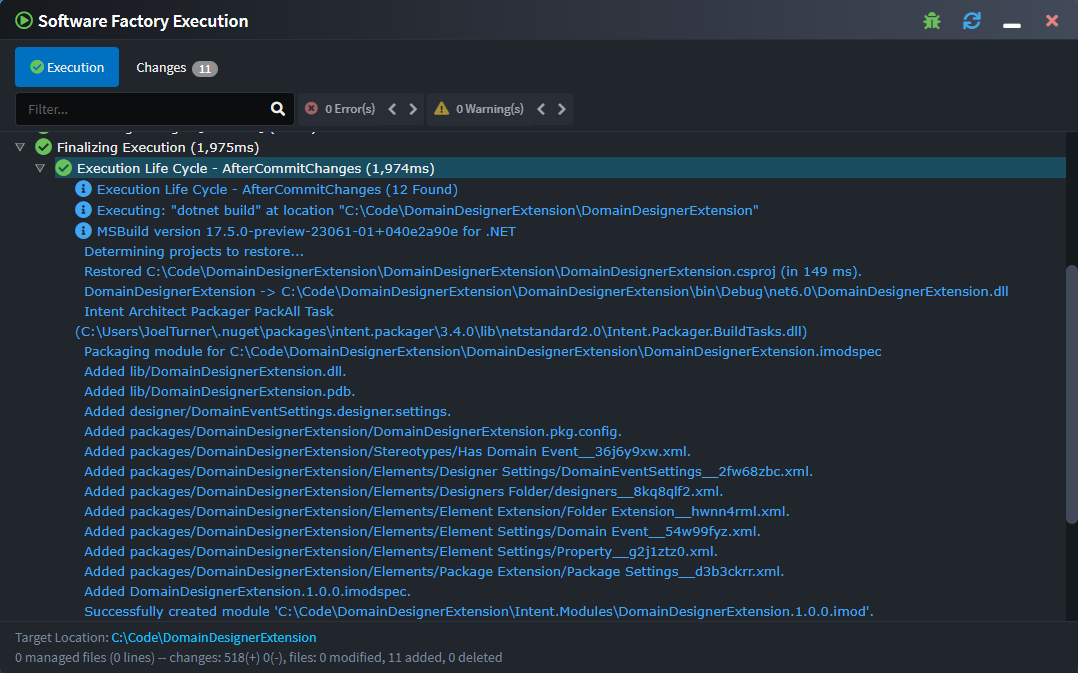 Software Factory Execution
Execution
Changes 11
Filter...
0 Error(s)
0 Warning(s)
Finalizing Execution (1,975ms)
Execution Life Cycle - AfterCommitChanges (1,974ms)
Execution Life Cycle - AfterCommitChanges (12 Found)
Executing: "dotnet build" at location "C:\Code\DomainDesignerExtension\DomainDesignerExtension"
MSBuild version 17.5.0-preview-23061-01+040e2a90e for .NET
Determining projects to restore...
Restored C:\Code\DomainDesignerExtension\DomainDesignerExtension\DomainDesignerExtension.csproj (in 149 ms).
DomainDesignerExtension -> C:\Code\DomainDesignerExtension\DomainDesignerExtension\bin\Debug\net6.0\DomainDesignerExtension.dll
Intent Architect Packager PackAll Task
(C:\Users\JoelTurner\.nuget\packages\intent.packager\3.4.0\lib\netstandard2.0\Intent.Packager.BuildTasks.dll)
Packaging module for C:\Code\DomainDesignerExtension\DomainDesignerExtension\DomainDesignerExtension.imodspec
Added lib/DomainDesignerExtension.dll.
Added lib/DomainDesignerExtension.pdb.
Added designer/DomainEventSettings.designer.settings.
Added packages/DomainDesignerExtension/DomainDesignerExtension.pkg.config.
Added packages/DomainDesignerExtension/Stereotypes/Has Domain Event__36j6y9xw.xml.
Added packages/DomainDesignerExtension/Elements/Designer Settings/DomainEventSettings__2fw68zbc.xml.
Added packages/DomainDesignerExtension/Elements/Designers Folder/designers__8kq8qlf2.xml.
Added packages/DomainDesignerExtension/Elements/Element Extension/Folder Extension__hwnn4rml.xml.
Added packages/DomainDesignerExtension/Elements/Element Settings/Domain Event__54w99fyz.xml.
Added packages/DomainDesignerExtension/Elements/Element Settings/Property__g2j1ztz0.xml.
Added packages/DomainDesignerExtension/Elements/Package Extension/Package Settings__d3b3ckrr.xml.
Added DomainDesignerExtension.1.0.0.imodspec.
Successfully created module 'C:\Code\DomainDesignerExtension\Intent.Modules\DomainDesignerExtension.1.0.0.imod'.
Target Location: C:\Code\DomainDesignerExtension
0 managed files (0 lines) -- changes: 518(+) 0(-), files: 0 modified, 11 added, 0 deleted